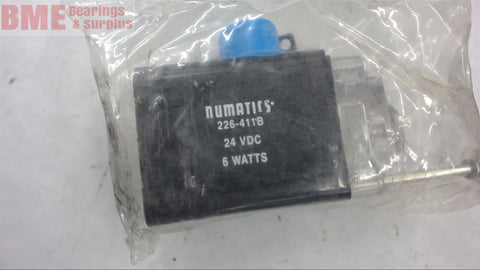 BME Bearings
& Surplus
numatics
226-411B
24 VDC
6 WATTS